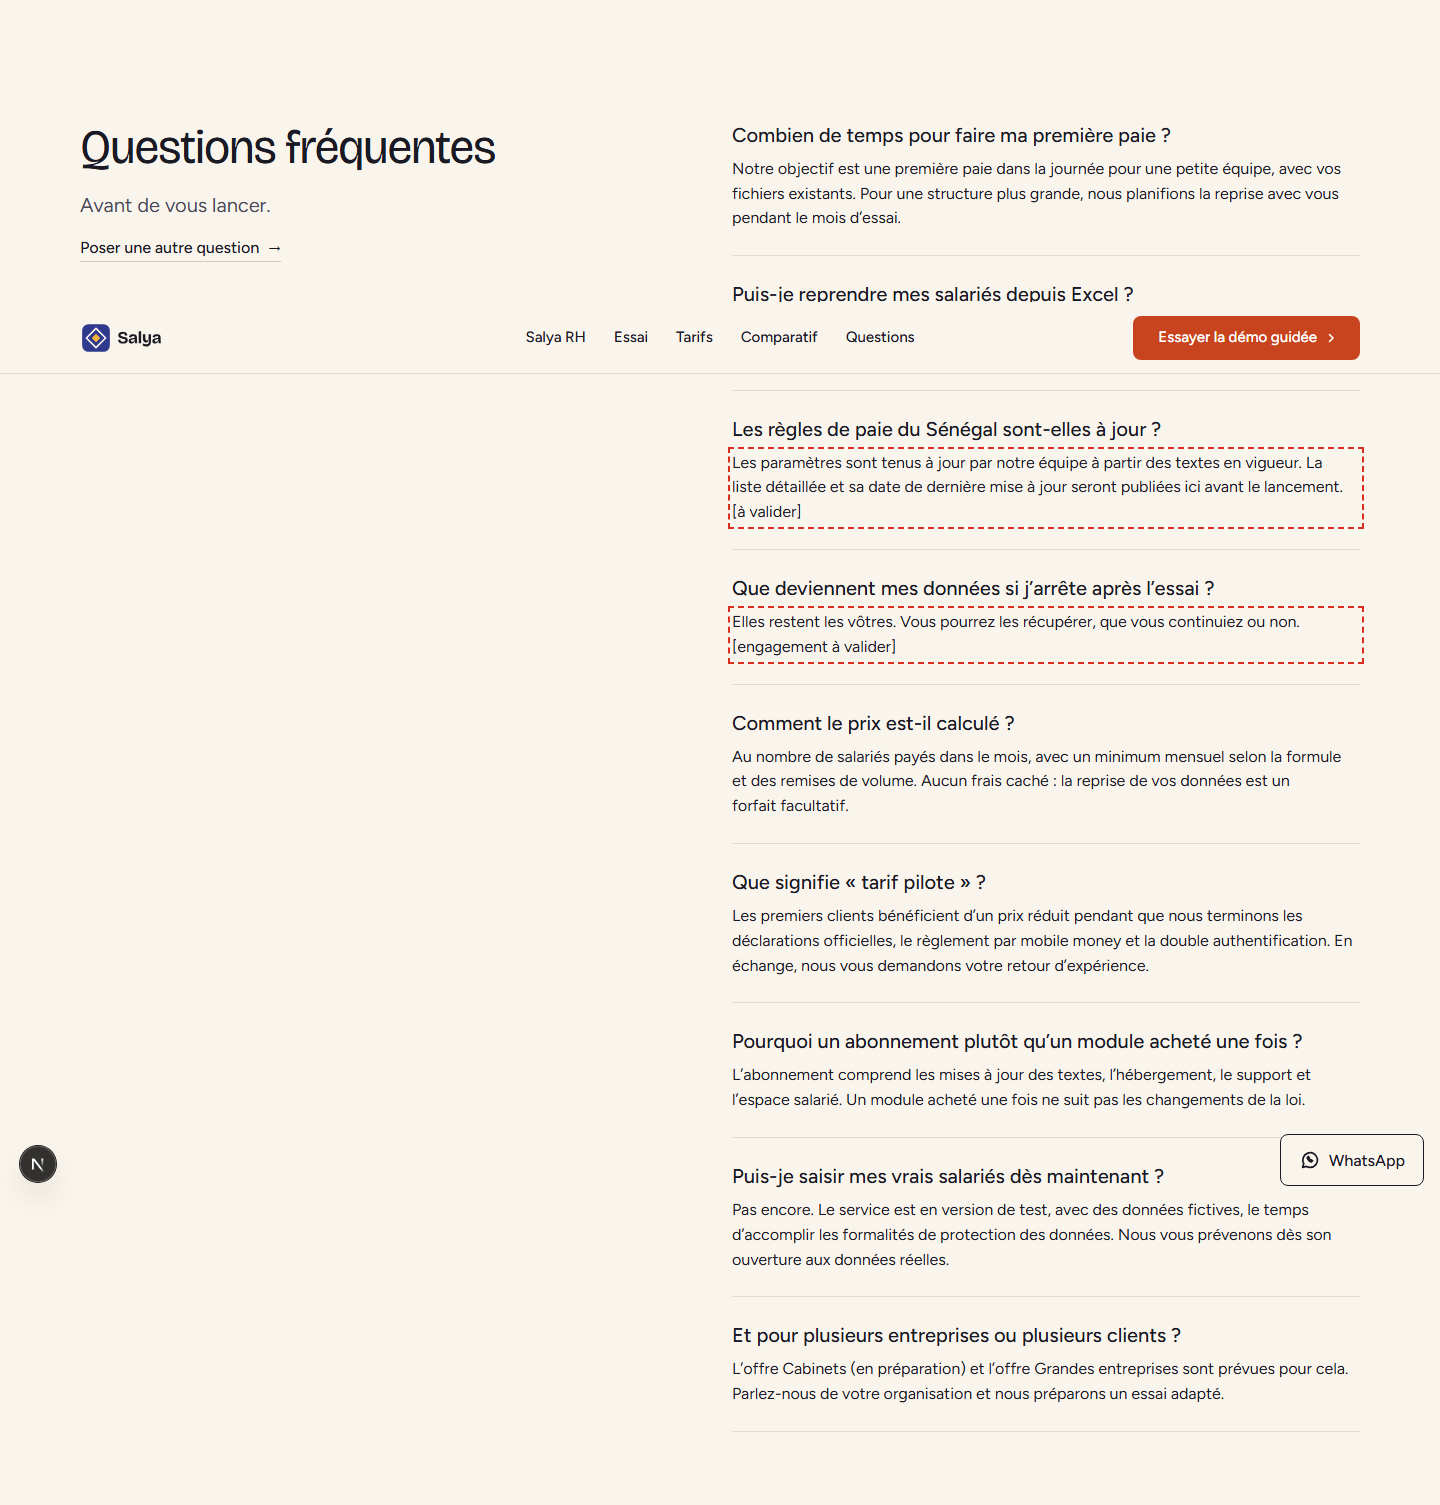 Questions fréquentes
Avant de vous lancer.
Poser une autre question →
Combien de temps pour faire ma première paie ?
Notre objectif est une première paie dans la journée pour une petite équipe, avec vos
fichiers existants. Pour une structure plus grande, nous planifions la reprise avec vous
pendant le mois d’essai.
Puis-je reprendre mes salariés depuis Excel ?
Salya
Salya RH
Essai
Tarifs
Comparatif
Questions
Essayer la démo guidée ›
Les règles de paie du Sénégal sont-elles à jour ?
Les paramètres sont tenus à jour par notre équipe à partir des textes en vigueur. La
liste détaillée et sa date de dernière mise à jour seront publiées ici avant le lancement.
[à valider]
Que deviennent mes données si j’arrête après l’essai ?
Elles restent les vôtres. Vous pourrez les récupérer, que vous continuiez ou non.
[engagement à valider]
Comment le prix est-il calculé ?
Au nombre de salariés payés dans le mois, avec un minimum mensuel selon la formule
et des remises de volume. Aucun frais caché : la reprise de vos données est un
forfait facultatif.
Que signifie « tarif pilote » ?
Les premiers clients bénéficient d’un prix réduit pendant que nous terminons les
déclarations officielles, le règlement par mobile money et la double authentification. En
échange, nous vous demandons votre retour d’expérience.
Pourquoi un abonnement plutôt qu’un module acheté une fois ?
L’abonnement comprend les mises à jour des textes, l’hébergement, le support et
l’espace salarié. Un module acheté une fois ne suit pas les changements de la loi.
N
WhatsApp
Puis-je saisir mes vrais salariés dès maintenant ?
Pas encore. Le service est en version de test, avec des données fictives, le temps
d’accomplir les formalités de protection des données. Nous vous prévenons dès son
ouverture aux données réelles.
Et pour plusieurs entreprises ou plusieurs clients ?
L’offre Cabinets (en préparation) et l’offre Grandes entreprises sont prévues pour cela.
Parlez-nous de votre organisation et nous préparons un essai adapté.